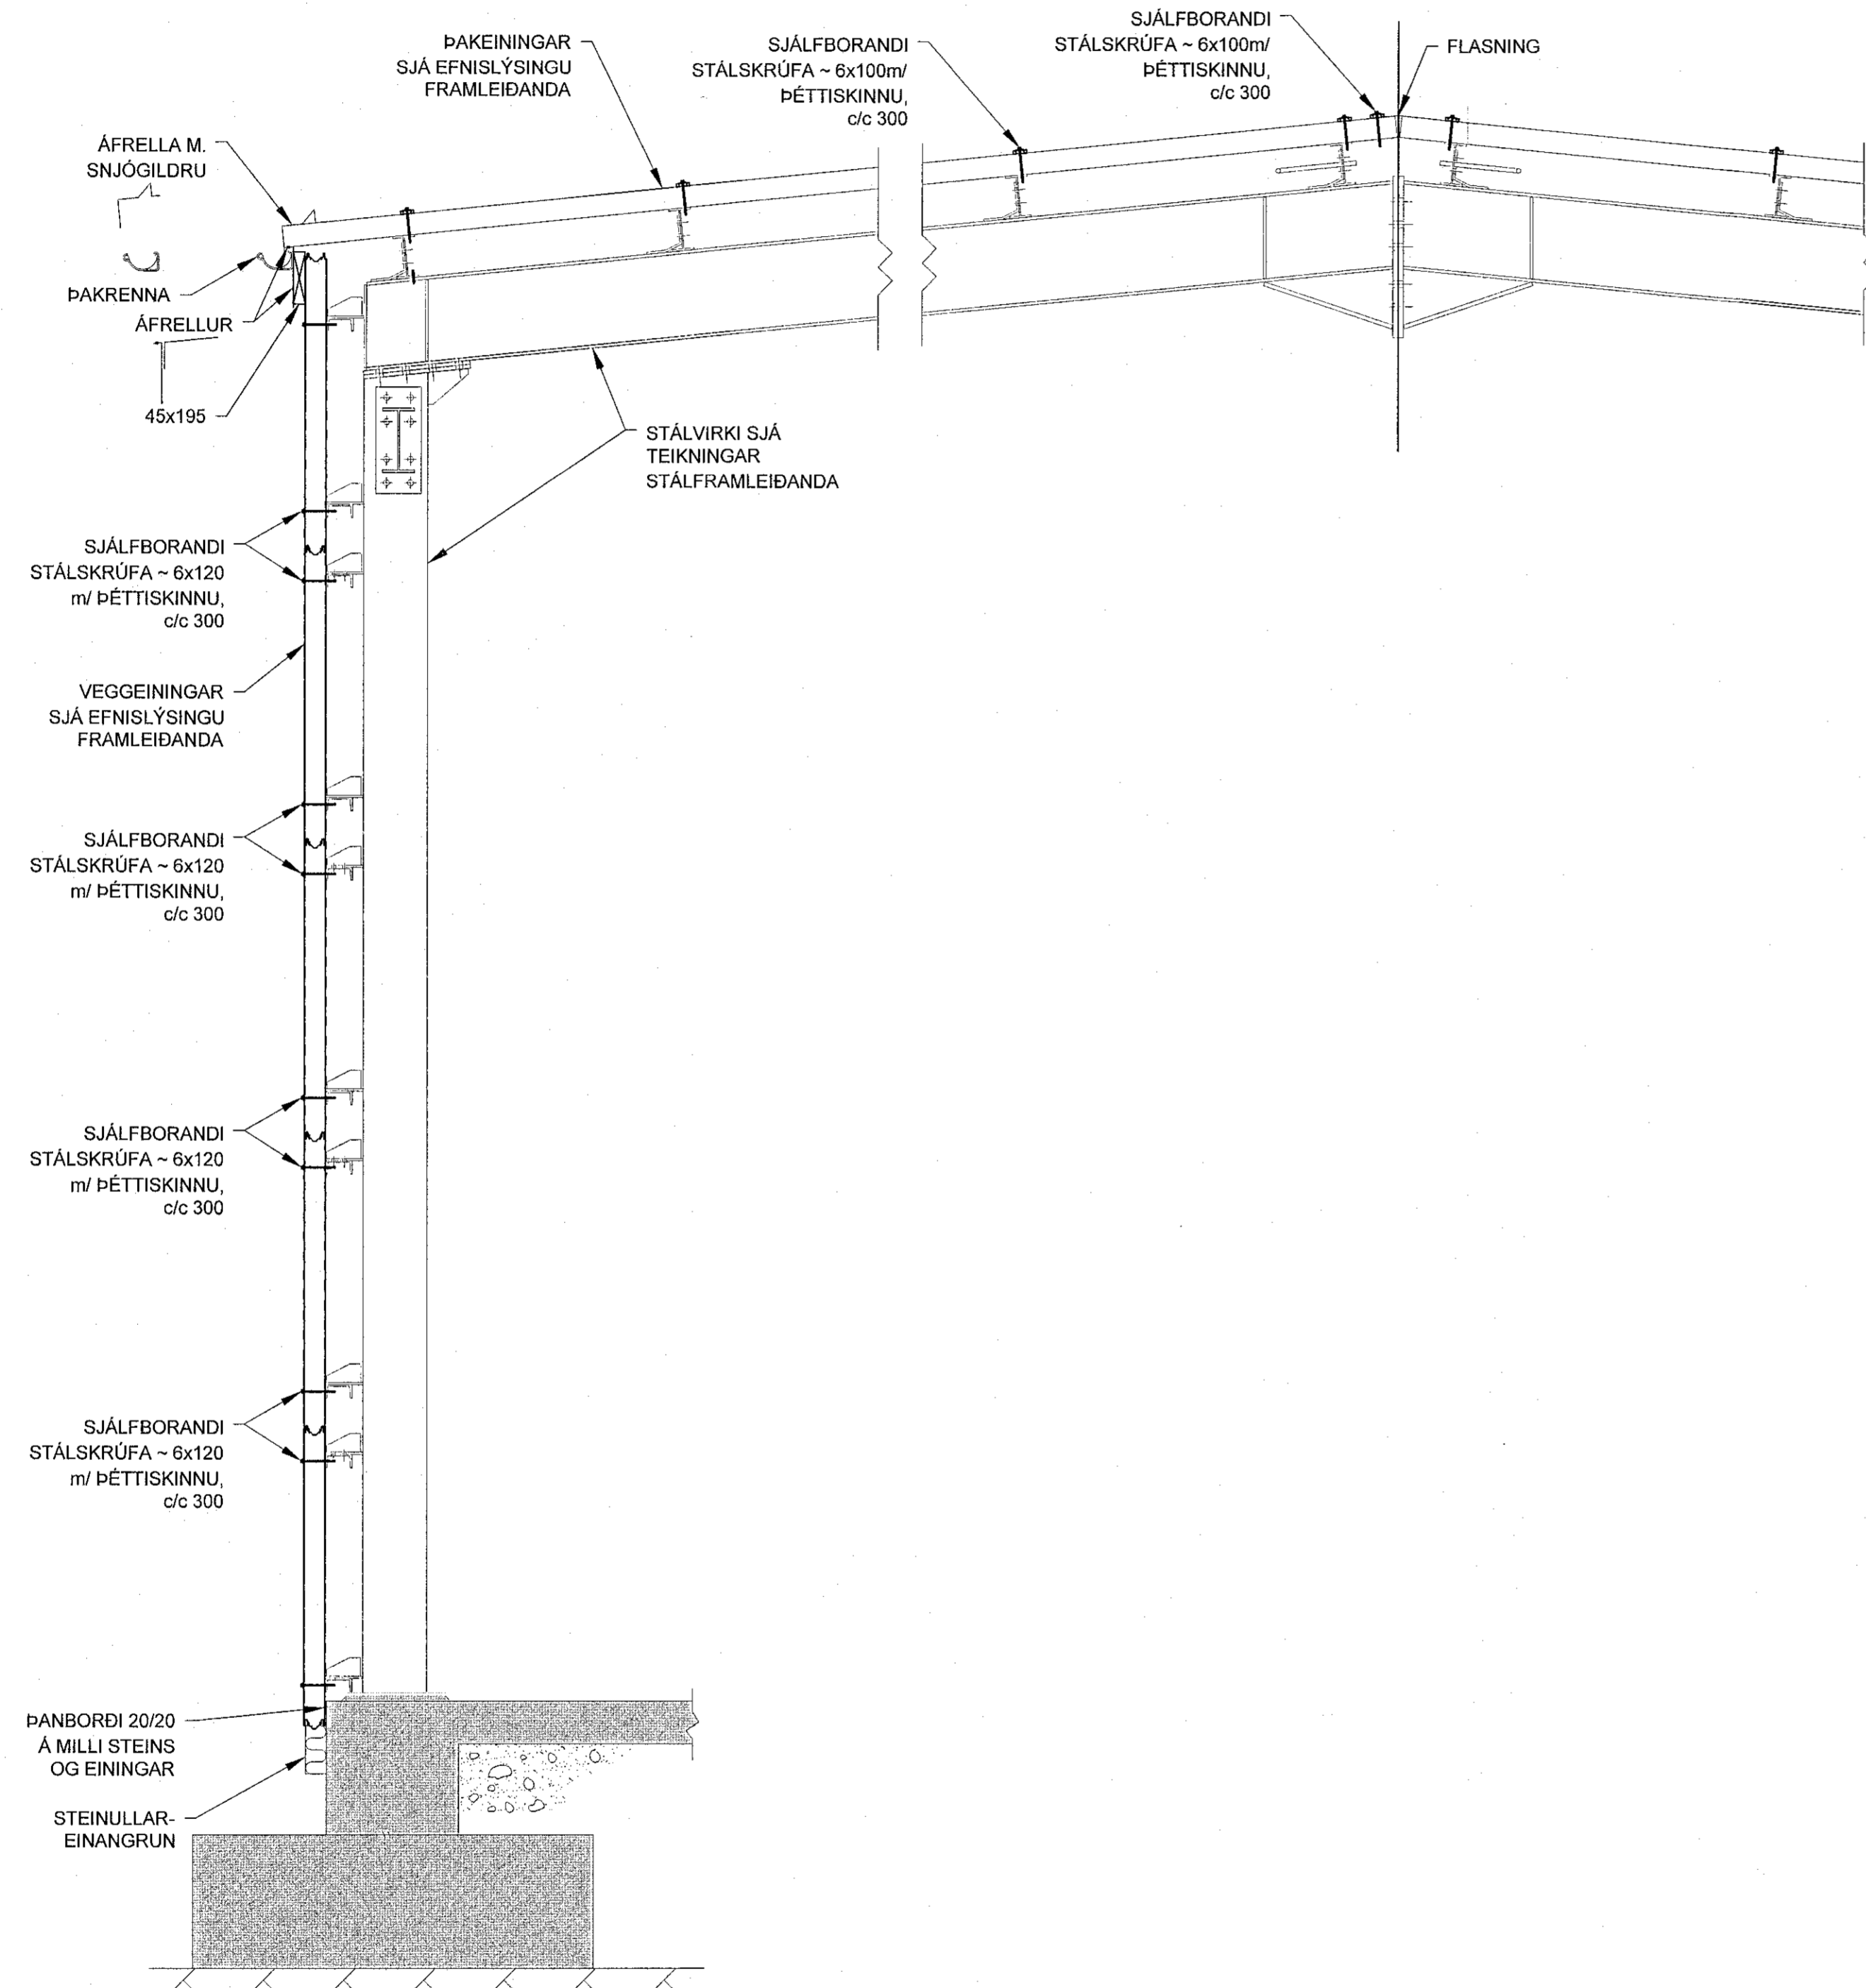 ÞAKEININGAR
SJÁ EFNISLÝSINGU
FRAMLEIÐANDA
SJÁLFBORANDI
STÁLSKRÚFA ~ 6x100m/
ÞÉTTISKINNU,
c/c 300
SJÁLFBORANDI
STÁLSKRÚFA ~ 6x100m/
ÞÉTTISKINNU,
c/c 300
FLASNING
ÁFRELLA M.
SNJÓGILDRU
ÞAKRENNA
ÁFRELLUR
45x195
STÁLVIRKI SJÁ
TEIKNINGAR
STÁLFRAMLEIÐANDA
SJÁLFBORANDI
STÁLSKRÚFA ~ 6x120
m/ ÞÉTTISKINNU,
c/c 300
VEGGEININGAR
SJÁ EFNISLÝSINGU
FRAMLEIÐANDA
SJÁLFBORANDI
STÁLSKRÚFA ~ 6x120
m/ ÞÉTTISKINNU,
c/c 300
SJÁLFBORANDI
STÁLSKRÚFA ~ 6x120
m/ ÞÉTTISKINNU,
c/c 300
SJÁLFBORANDI
STÁLSKRÚFA ~ 6x120
m/ ÞÉTTISKINNU,
c/c 300
ÞANBORÐI 20/20
Á MILLI STEINS
OG EININGAR
STEINULLAR-
EINANGRUN